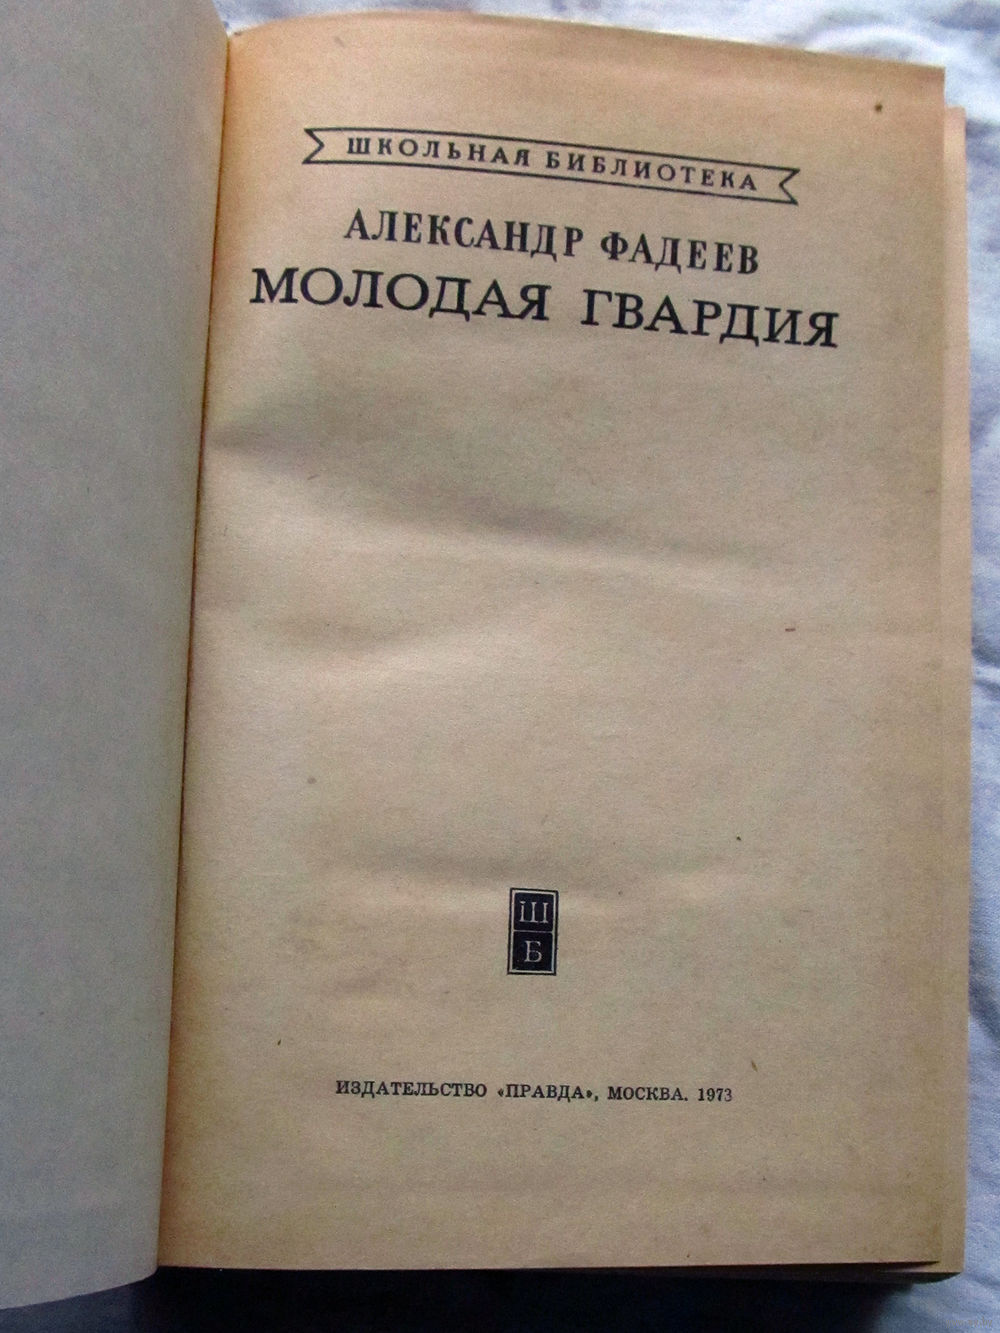 ШКОЛЬНАЯ БИБЛИОТЕКА
АЛЕКСАНДР ФАДЕЕВ
МОЛОДАЯ ГВАРДИЯ
Ш
Б
ИЗДАТЕЛЬСТВО «ПРАВДА», МОСКВА. 1973